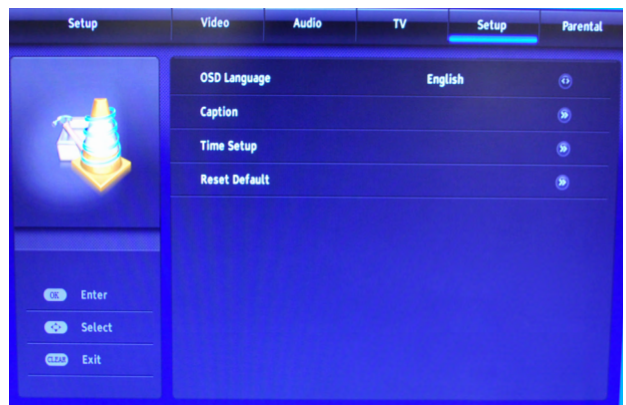 Setup Video Audio TV Setup Parental
OSD Language English
Caption
Time Setup
Reset Default
OK Enter
Select
CLEAR Exit